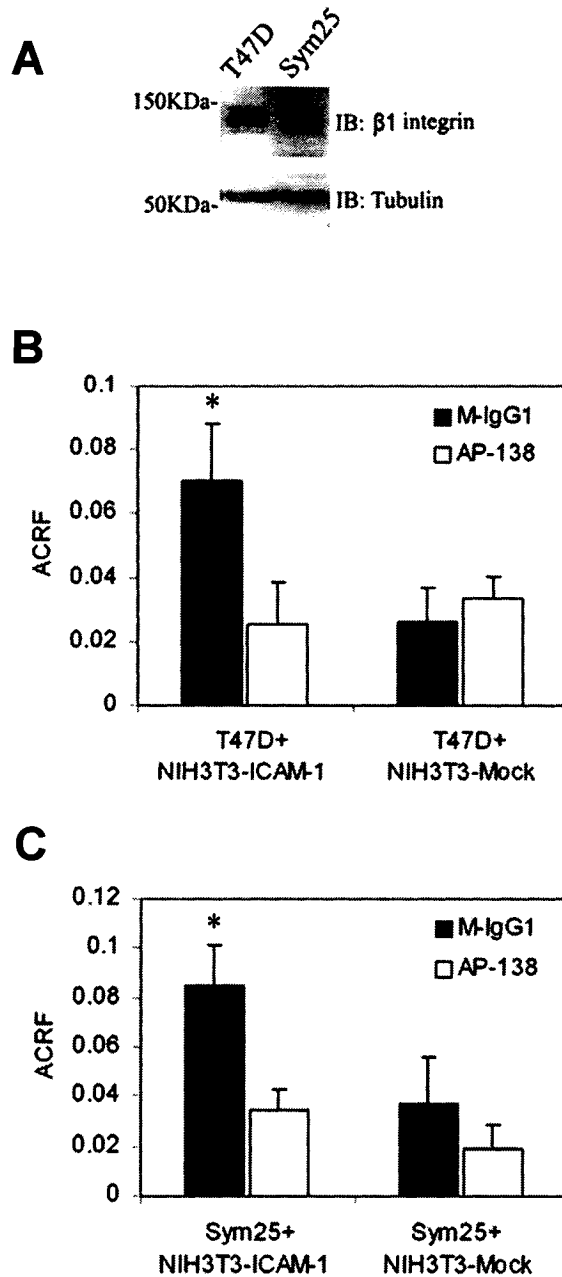 A
T47D Sym25
150KDa-
IB: β1 integrin
50KDa-
IB: Tubulin
B
0.1
0.08
0.06
0.04
0.02
0
ACRF
*
M-IgG1
AP-138
T47D+
NIH3T3-ICAM-1
T47D+
NIH3T3-Mock
C
0.12
0.1
0.08
0.06
0.04
0.02
0
ACRF
*
M-IgG1
AP-138
Sym25+
NIH3T3-ICAM-1
Sym25+
NIH3T3-Mock